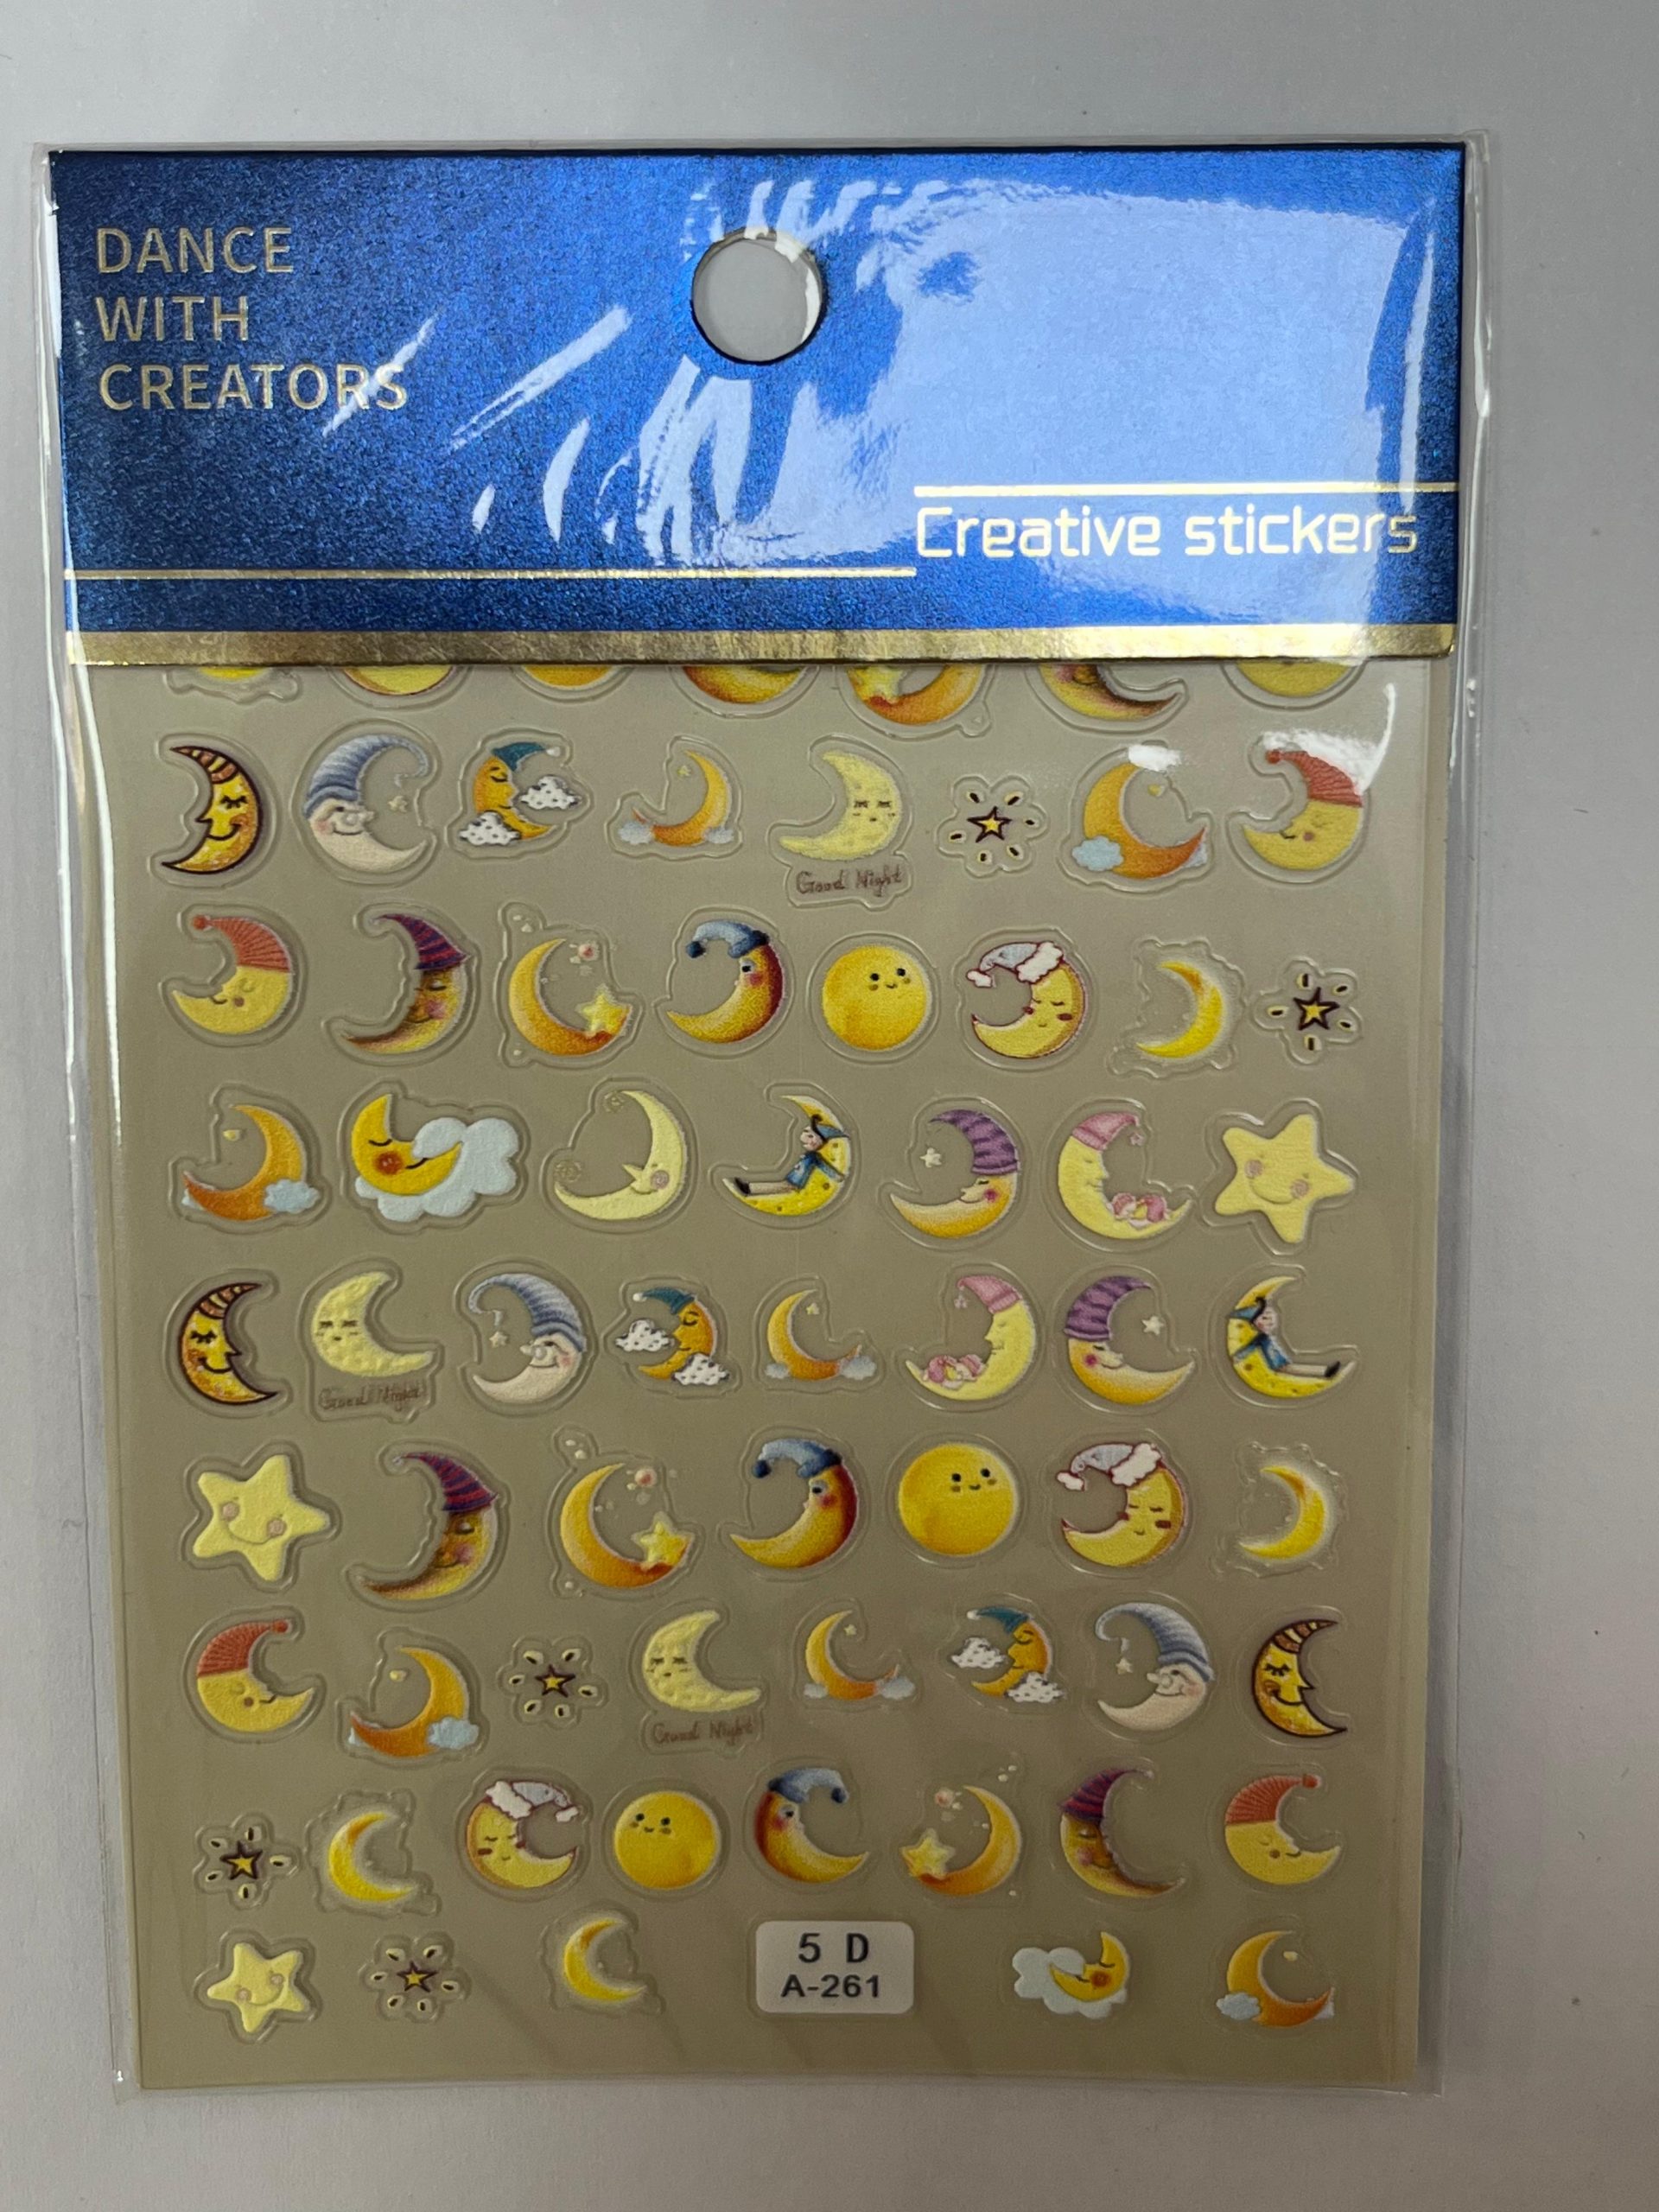 DANCE
WITH
CREATORS
Creative stickers
Good Night
Good Night
Good Night
5 D
A-261